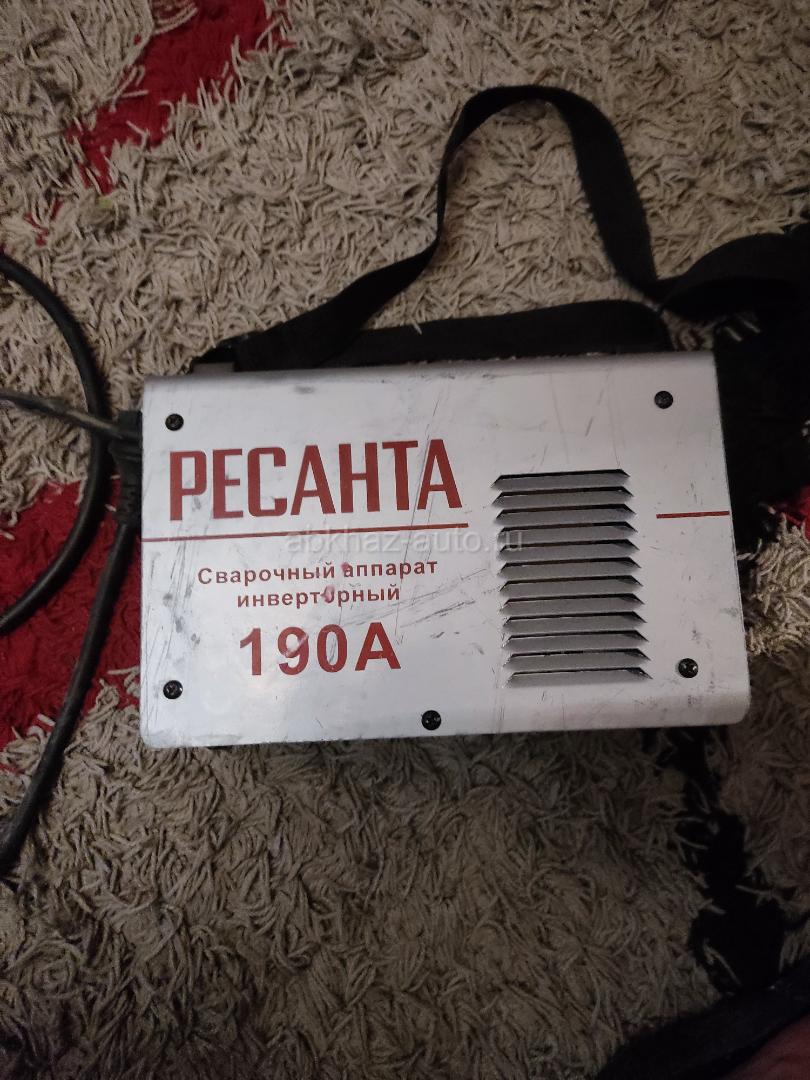 РЕСАНТА
abkhaz-auto.ru
Сварочный аппарат
инверторный
190А